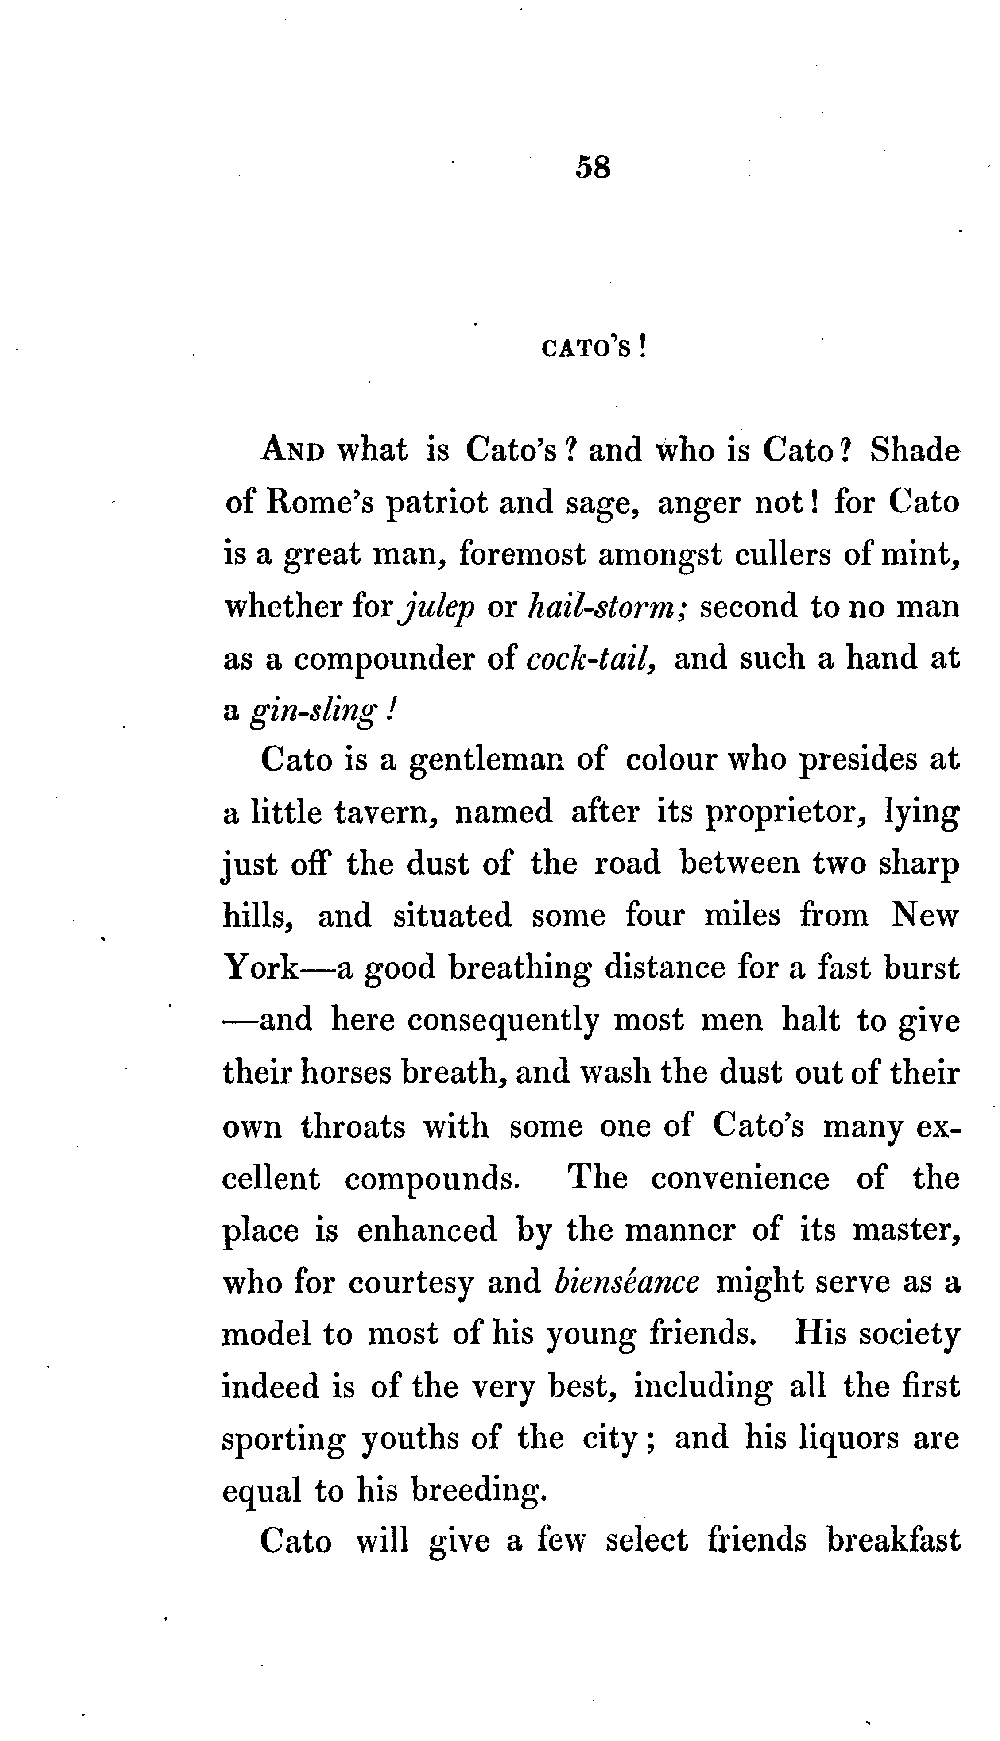 58
CATO'S!
AND what is Cato's? and who is Cato? Shade
of Rome's patriot and sage, anger not! for Cato
is a great man, foremost amongst cullers of mint,
whether for julep or hail-storm; second to no man
as a compounder of cock-tail, and such a hand at
a gin-sling!
Cato is a gentleman of colour who presides at
a little tavern, named after its proprietor, lying
just off the dust of the road between two sharp
hills, and situated some four miles from New
York—a good breathing distance for a fast burst
—and here consequently most men halt to give
their horses breath, and wash the dust out of their
own throats with some one of Cato's many ex-
cellent compounds. The convenience of the
place is enhanced by the manner of its master,
who for courtesy and bienséance might serve as a
model to most of his young friends. His society
indeed is of the very best, including all the first
sporting youths of the city; and his liquors are
equal to his breeding.
Cato will give a few select friends breakfast